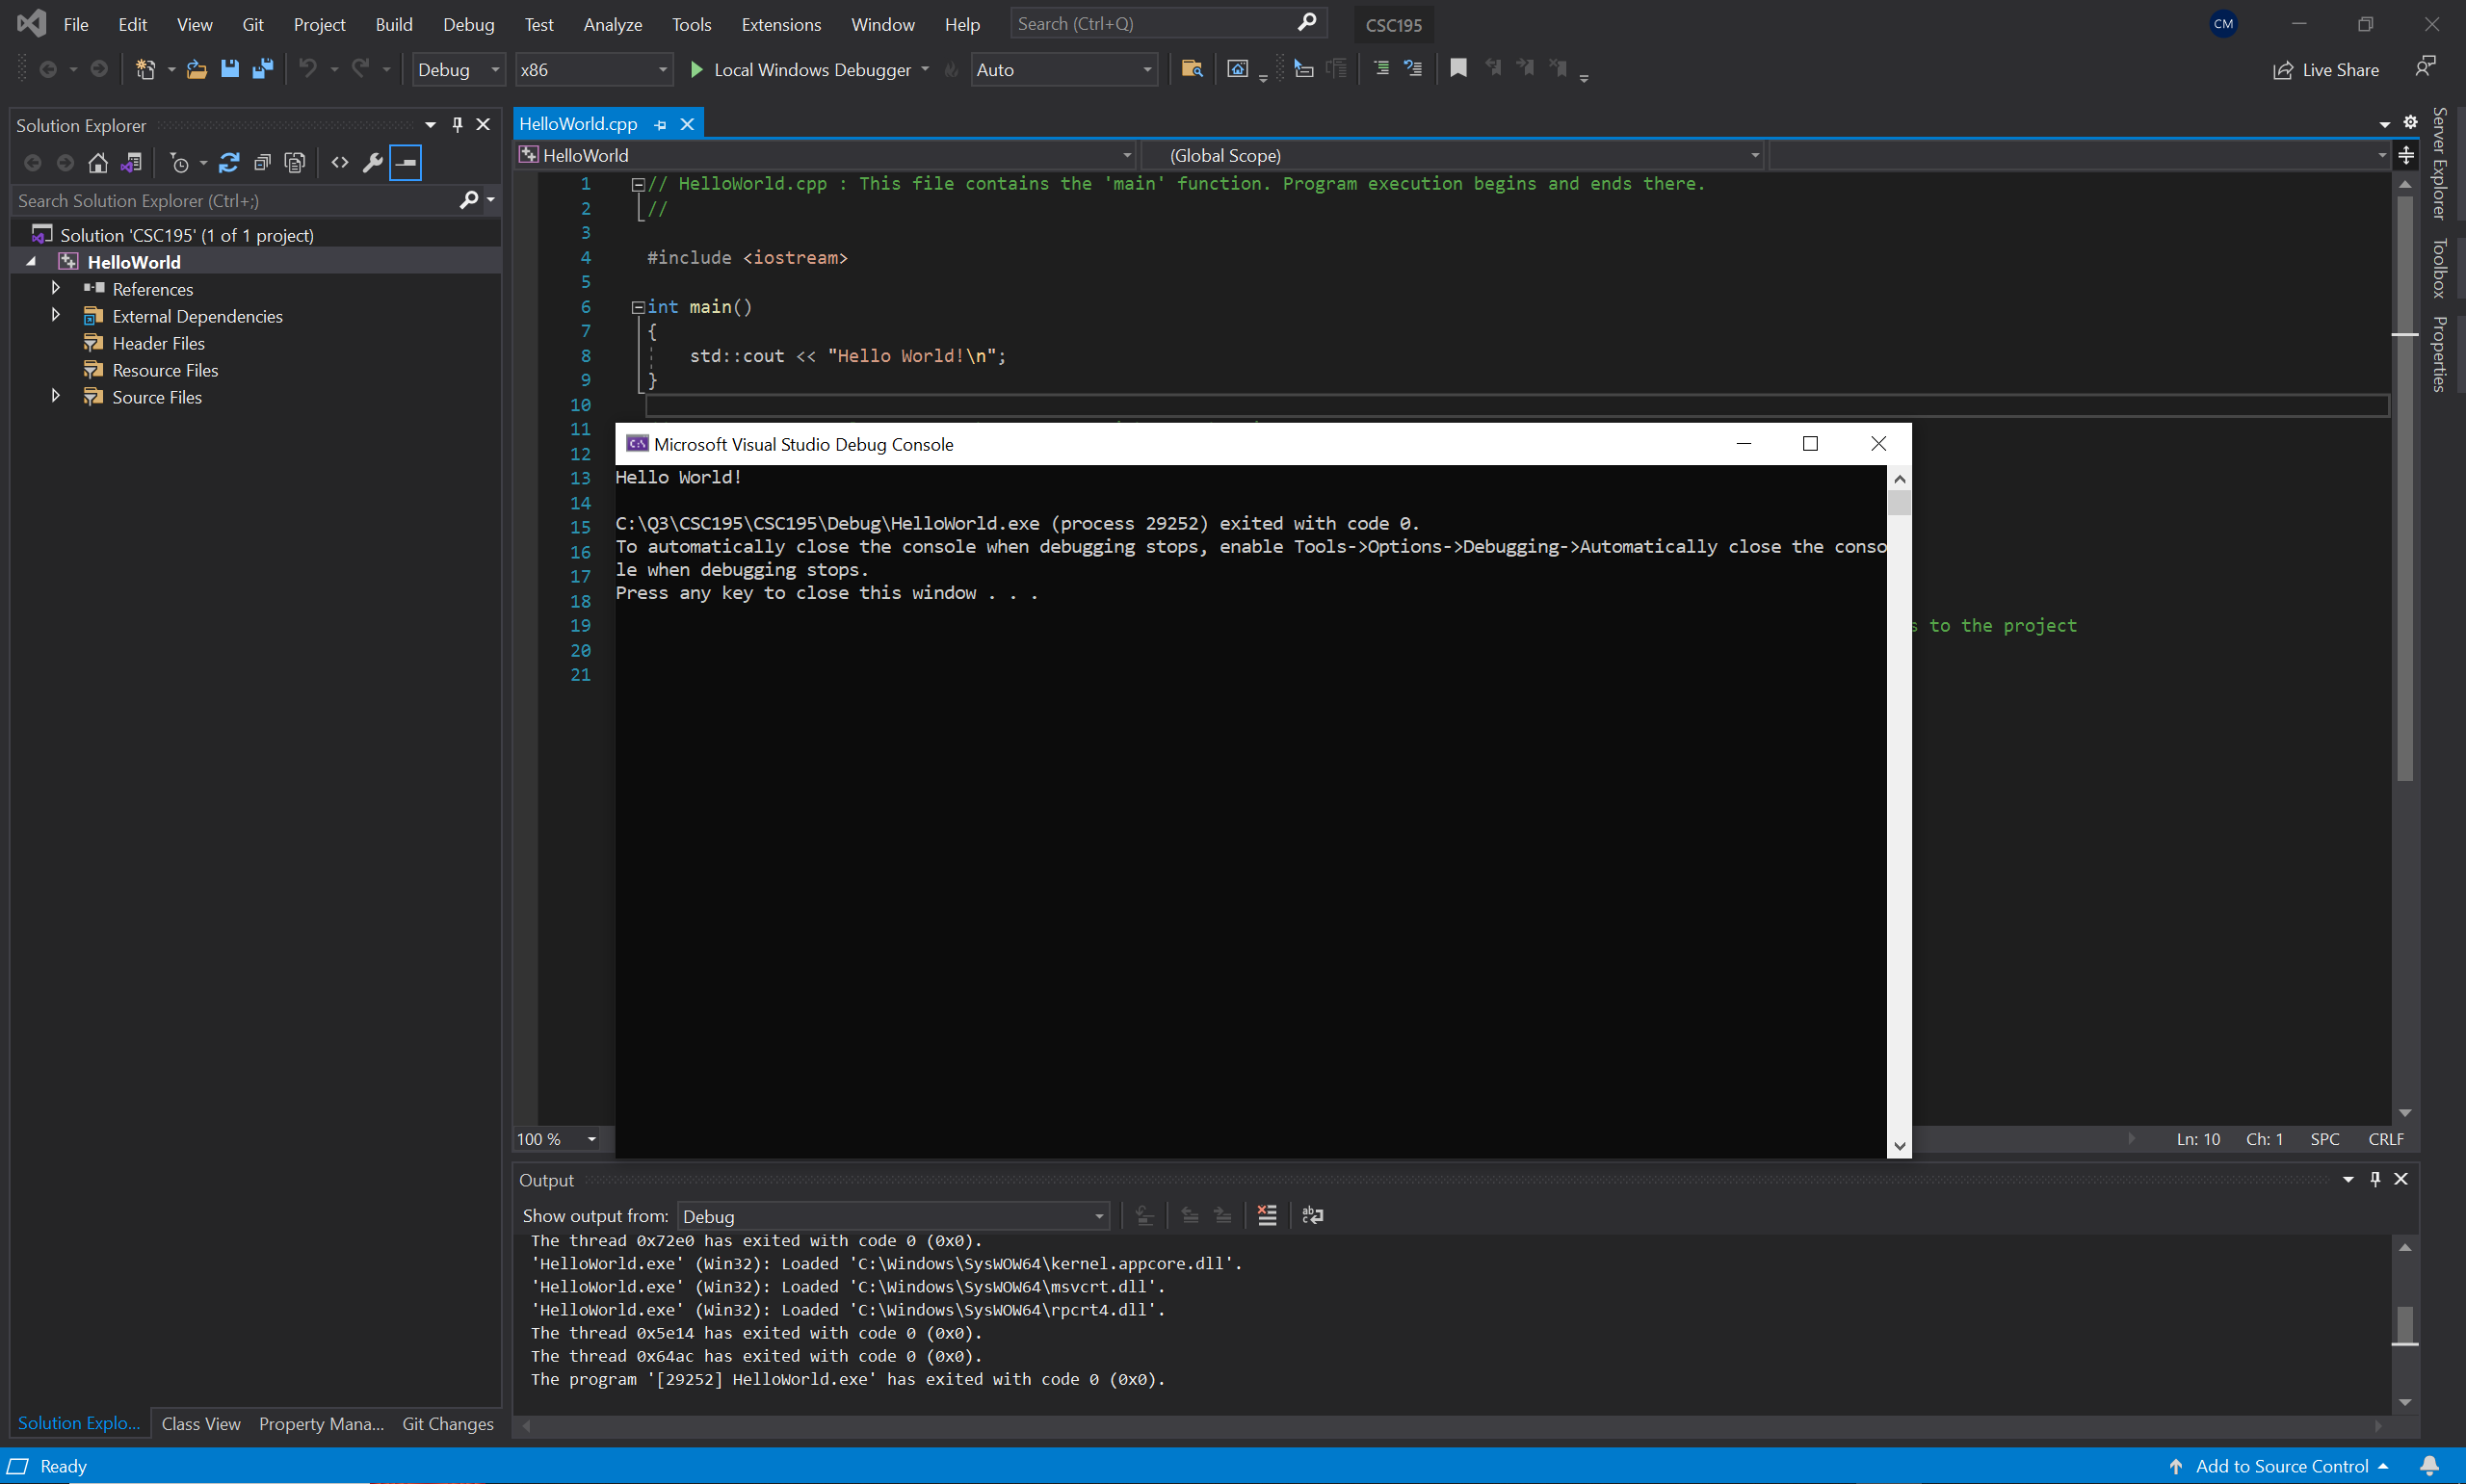 File Edit View Git Project Build Debug Test Analyze Tools Extensions Window Help Search (Ctrl+Q) CSC195 CM
Debug x86 Local Windows Debugger Auto Live Share
Solution Explorer
Search Solution Explorer (Ctrl+;)
Solution 'CSC195' (1 of 1 project)
HelloWorld
References
External Dependencies
Header Files
Resource Files
Source Files
Solution Explo... Class View Property Mana... Git Changes
HelloWorld.cpp
HelloWorld (Global Scope)
1 // HelloWorld.cpp : This file contains the 'main' function. Program execution begins and ends there.
2 //
3
4 #include <iostream>
5
6 int main()
7 {
8 std::cout << "Hello World!\n";
9 }
10
11
12
13
14
15
16
17
18
19 to the project
20
21
Microsoft Visual Studio Debug Console
Hello World!
C:\Q3\CSC195\CSC195\Debug\HelloWorld.exe (process 29252) exited with code 0.
To automatically close the console when debugging stops, enable Tools->Options->Debugging->Automatically close the conso
le when debugging stops.
Press any key to close this window . . .
100 % Ln: 10 Ch: 1 SPC CRLF
Output
Show output from: Debug
The thread 0x72e0 has exited with code 0 (0x0).
'HelloWorld.exe' (Win32): Loaded 'C:\Windows\SysWOW64\kernel.appcore.dll'.
'HelloWorld.exe' (Win32): Loaded 'C:\Windows\SysWOW64\msvcrt.dll'.
'HelloWorld.exe' (Win32): Loaded 'C:\Windows\SysWOW64\rpcrt4.dll'.
The thread 0x5e14 has exited with code 0 (0x0).
The thread 0x64ac has exited with code 0 (0x0).
The program '[29252] HelloWorld.exe' has exited with code 0 (0x0).
Server Explorer
Toolbox
Properties
Ready Add to Source Control